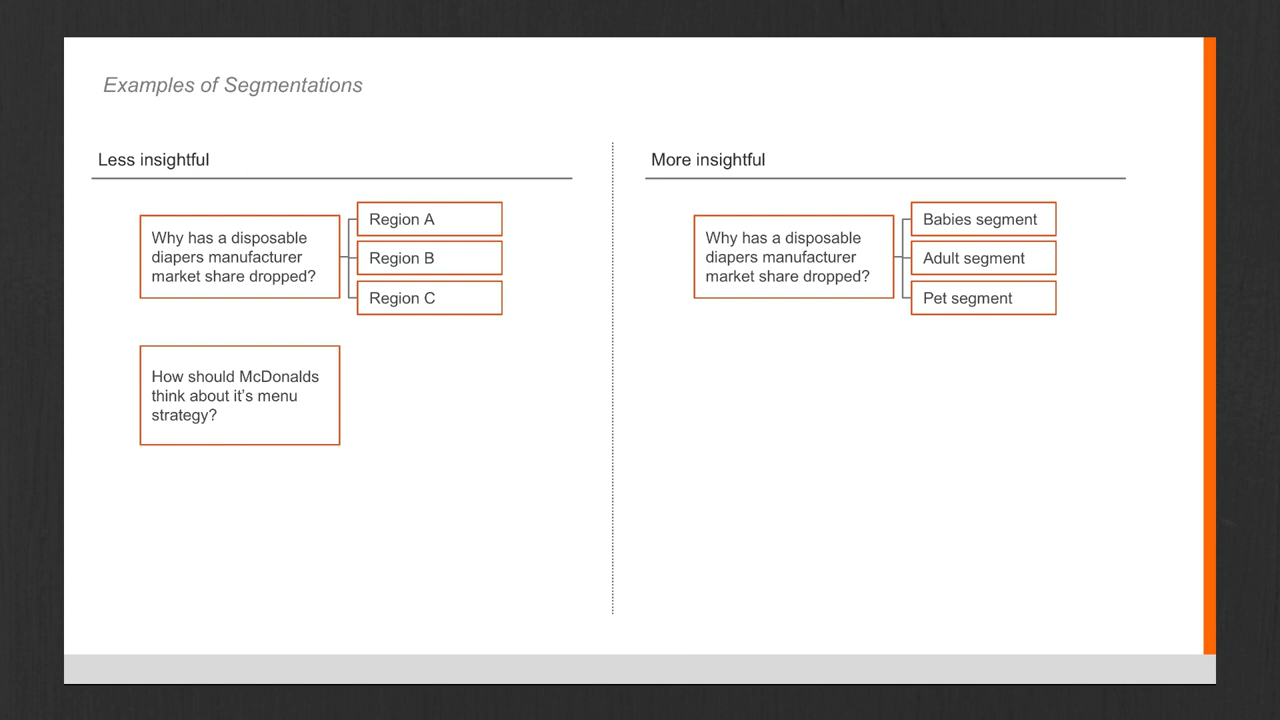 Examples of Segmentations
Less insightful
Why has a disposable
diapers manufacturer
market share dropped?
Region A
Region B
Region C
How should McDonalds
think about it's menu
strategy?
More insightful
Why has a disposable
diapers manufacturer
market share dropped?
Babies segment
Adult segment
Pet segment